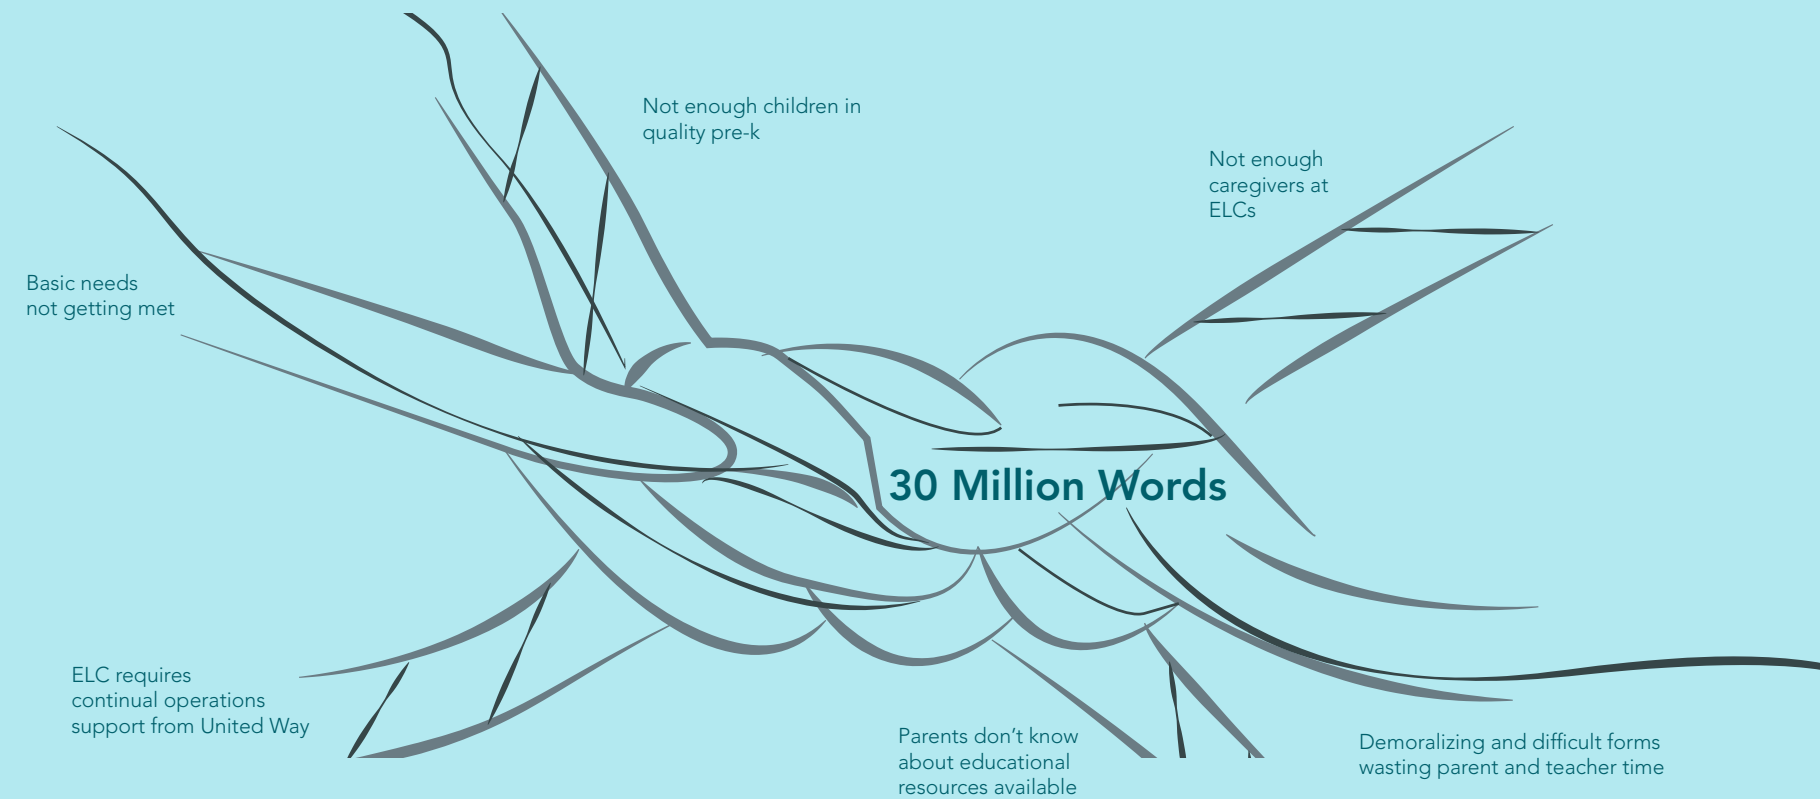 Not enough children in
quality pre-k
Not enough
caregivers at
ELCs
Basic needs
not getting met
30 Million Words
ELC requires
continual operations
support from United Way
Parents don’t know
about educational
resources available
Demoralizing and difficult forms
wasting parent and teacher time